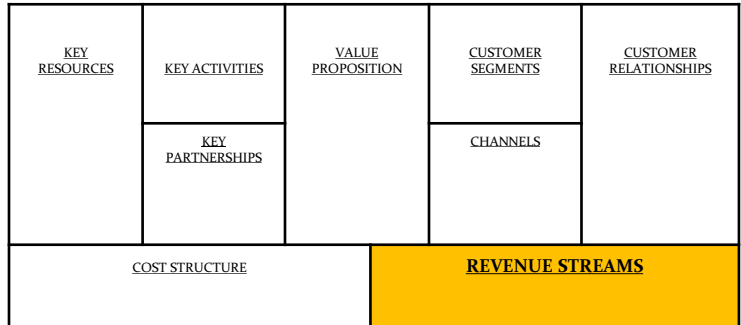 KEY
RESOURCES
KEY ACTIVITIES
VALUE
PROPOSITION
CUSTOMER
SEGMENTS
CUSTOMER
RELATIONSHIPS
KEY
PARTNERSHIPS
CHANNELS
COST STRUCTURE
REVENUE STREAMS